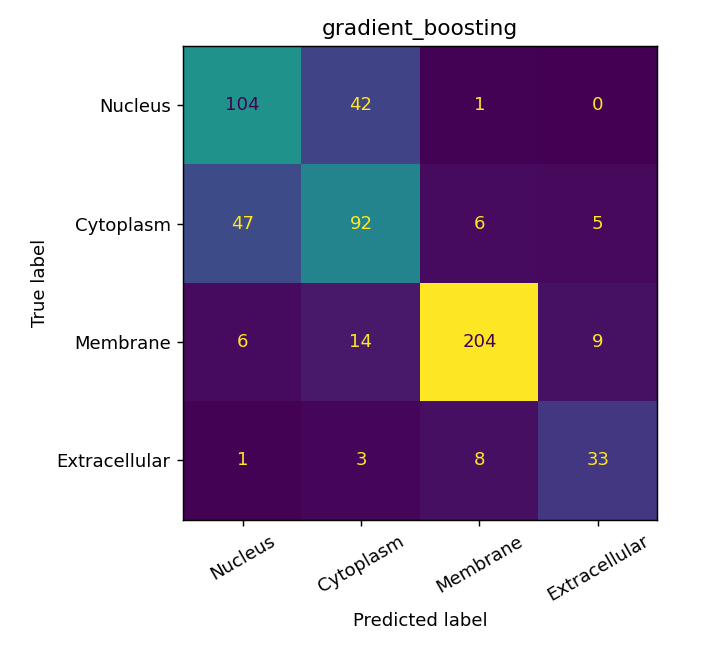 gradient_boosting
True label
Nucleus 104 42 1 0
Cytoplasm 47 92 6 5
Membrane 6 14 204 9
Extracellular 1 3 8 33
Nucleus Cytoplasm Membrane Extracellular
Predicted label